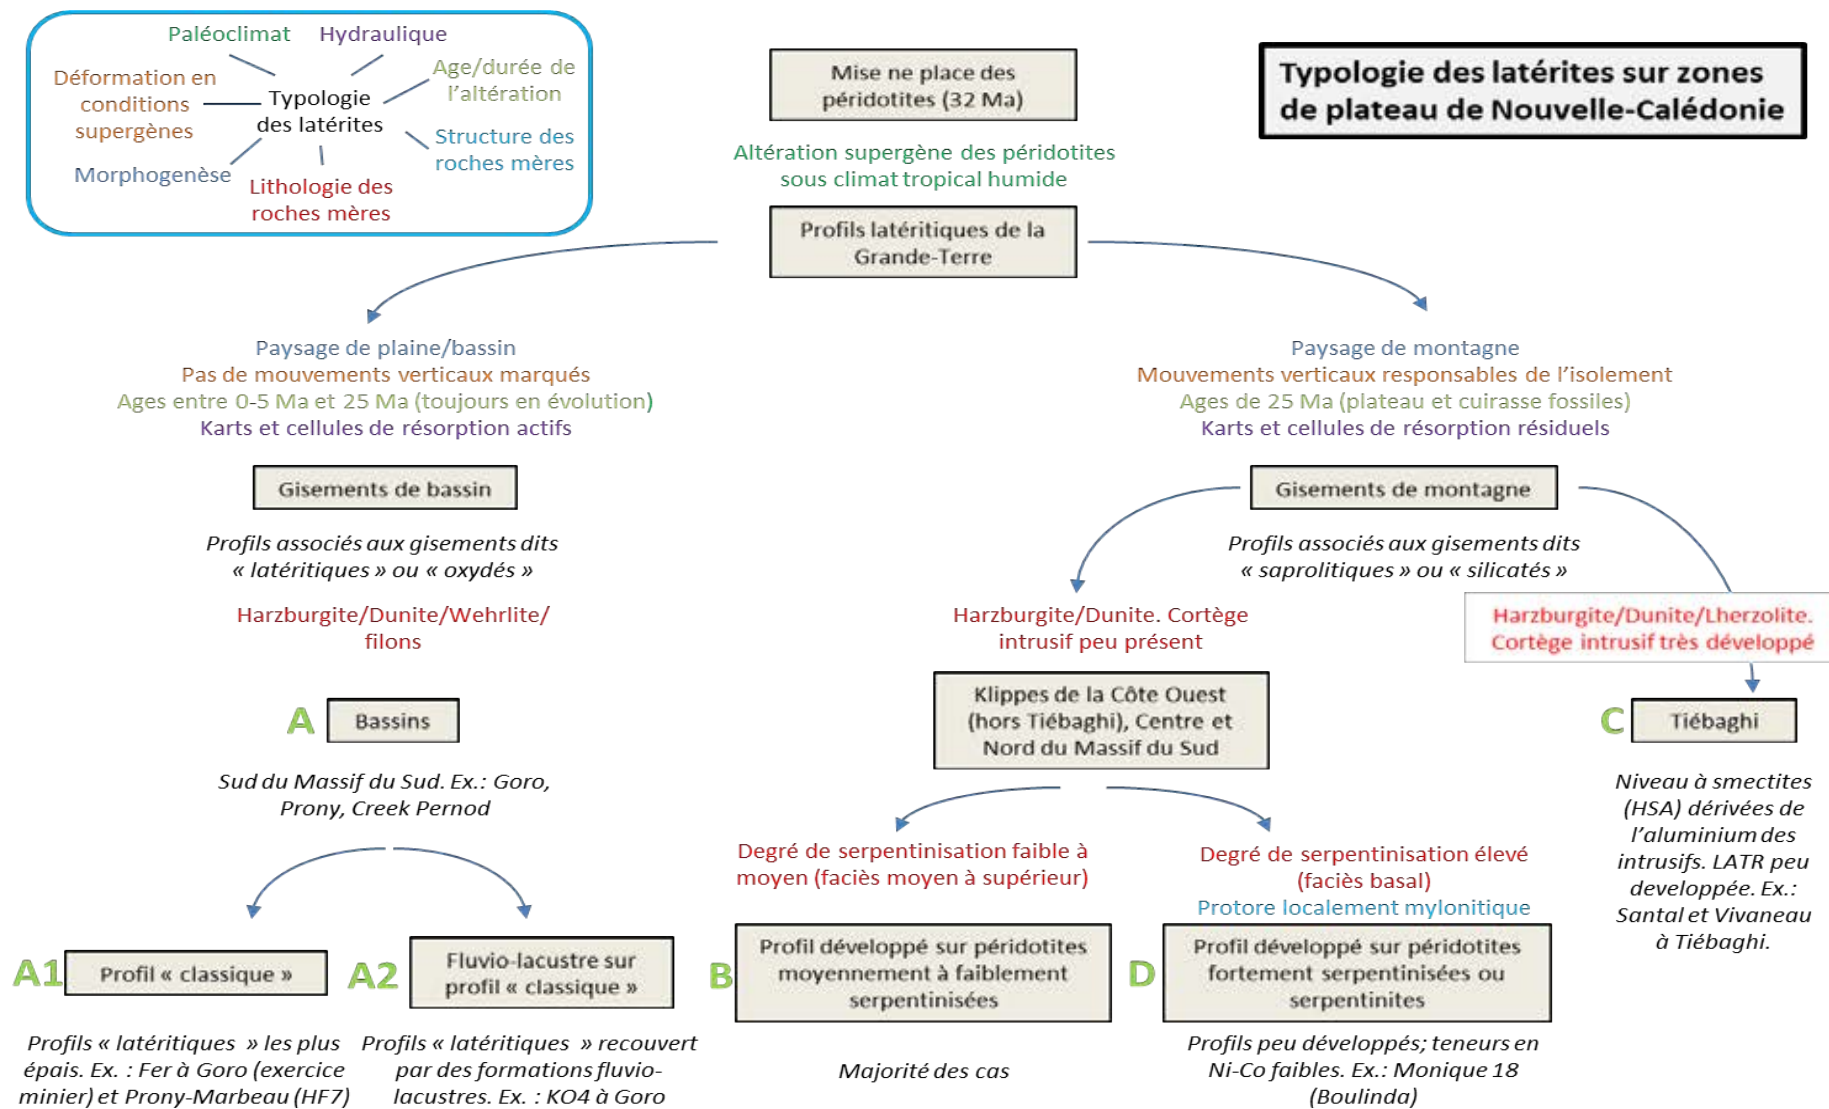 Paléoclimat
Hydraulique
Déformation en
conditions
supergènes
Age/durée de
l'altération
Typologie
des latérites
Structure des
roches mères
Morphogenèse
Lithologie des
roches mères
Mise ne place des
péridotites (32 Ma)
Typologie des latérites sur zones
de plateau de Nouvelle-Calédonie
Altération supergène des péridotites
sous climat tropical humide
Profils latéritiques de la
Grande-Terre
Paysage de plaine/bassin
Pas de mouvements verticaux marqués
Ages entre 0-5 Ma et 25 Ma (toujours en évolution)
Karts et cellules de résorption actifs
Paysage de montagne
Mouvements verticaux responsables de l'isolement
Ages de 25 Ma (plateau et cuirasse fossiles)
Karts et cellules de résorption résiduels
Gisements de bassin
Gisements de montagne
Profils associés aux gisements dits
« latéritiques » ou « oxydés »
Profils associés aux gisements dits
« saprolitiques » ou « silicatés »
Harzburgite/Dunite/Wehrlite/
filons
Harzburgite/Dunite. Cortège
intrusif peu présent
Harzburgite/Dunite/Lherzolite.
Cortège intrusif très développé
A
Bassins
Klippes de la Côte Ouest
(hors Tiébaghi), Centre et
Nord du Massif du Sud
C
Tiébaghi
Sud du Massif du Sud. Ex.: Goro,
Prony, Creek Pernod
Niveau à smectites
(HSA) dérivées de
l'aluminium des
intrusifs. LATR peu
developpée. Ex.:
Santal et Vivaneau
à Tiébaghi.
Degré de serpentinisation faible à
moyen (faciès moyen à supérieur)
Degré de serpentinisation élevé
(faciès basal)
Protore localement mylonitique
A1
Profil « classique »
A2
Fluvio-lacustre sur
profil « classique »
B
Profil développé sur péridotites
moyennement à faiblement
serpentinisées
D
Profil développé sur péridotites
fortement serpentinisées ou
serpentinites
Profils « latéritiques » les plus
épais. Ex. : Fer à Goro (exercice
minier) et Prony-Marbeau (HF7)
Profils « latéritiques » recouvert
par des formations fluvio-
lacustres. Ex. : KO4 à Goro
Majorité des cas
Profils peu développés; teneurs en
Ni-Co faibles. Ex.: Monique 18
(Boulinda)